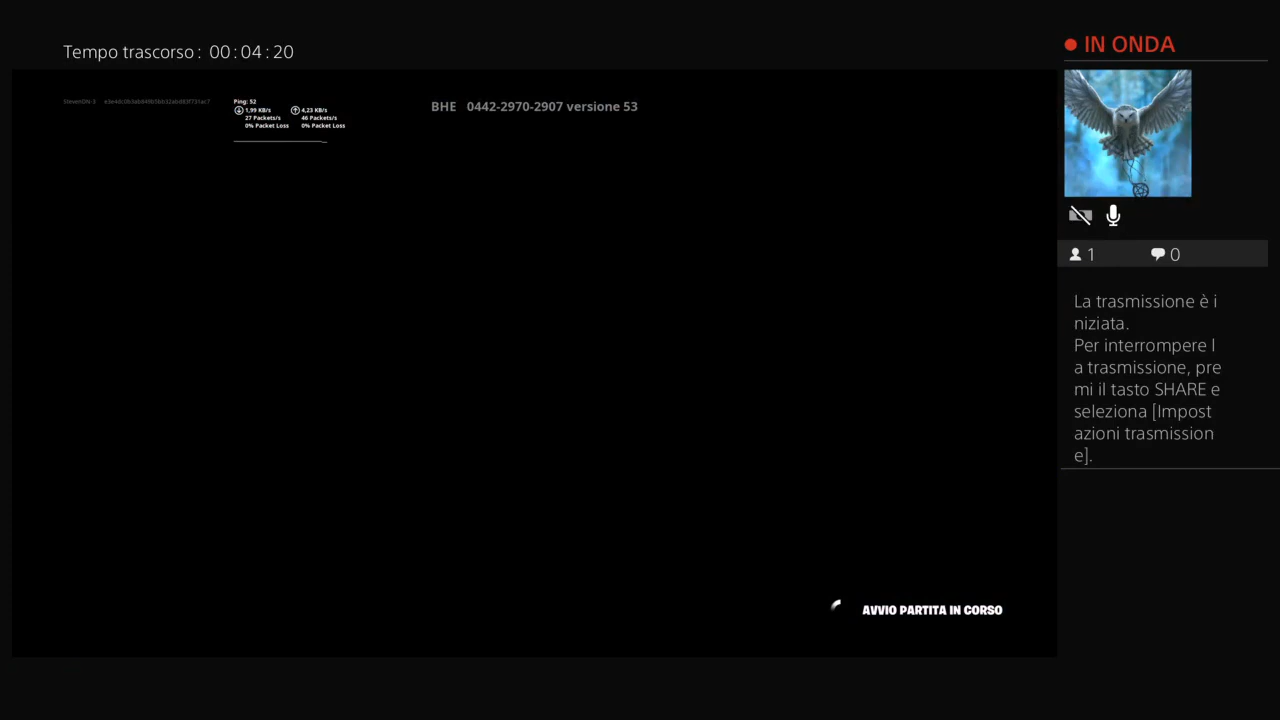 Tempo trascorso: 00:04:20
IN ONDA
Ping: 52
1,99 KB/s 4,23 KB/s
27 Packets/s 46 Packets/s
0% Packet Loss 0% Packet Loss
BHE 0442-2970-2907 versione 53
1 0
La trasmissione è i
niziata.
Per interrompere l
a trasmissione, pre
mi il tasto SHARE e
seleziona [Impost
azioni trasmission
e].
AVVIO PARTITA IN CORSO